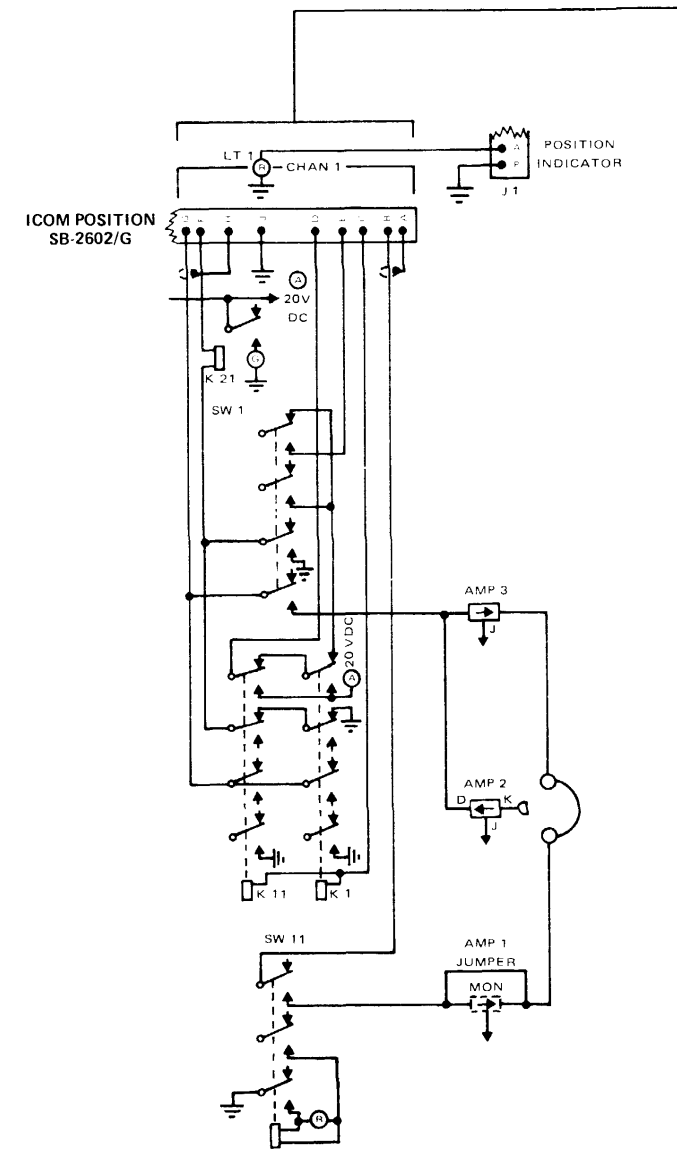 LT 1
R
CHAN 1
A
P
POSITION
INDICATOR
J 1
ICOM POSITION
SB-2602/G
H
J
D
E
H
A
A
20V
DC
G
K 21
SW 1
AMP 3
J
20 VDC
A
AMP 2
D
K
J
K 11
K 1
SW 11
AMP 1
JUMPER
MON
R